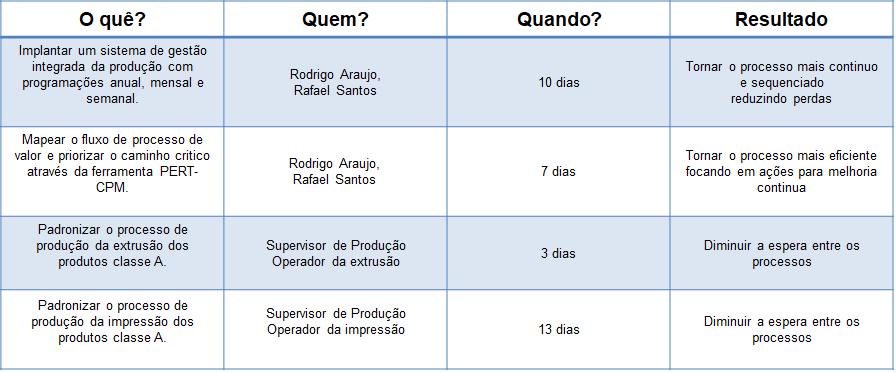 O quê?
Quem?
Quando?
Resultado
Implantar um sistema de gestão
integrada da produção com
programações anual, mensal e
semanal.
Rodrigo Araujo,
Rafael Santos
10 dias
Tornar o processo mais continuo
e sequenciado
reduzindo perdas
Mapear o fluxo de processo de
valor e priorizar o caminho critico
através da ferramenta PERT-
CPM.
Rodrigo Araujo,
Rafael Santos
7 dias
Tornar o processo mais eficiente
focando em ações para melhoria
continua
Padronizar o processo de
produção da extrusão dos
produtos classe A.
Supervisor de Produção
Operador da extrusão
3 dias
Diminuir a espera entre os
processos
Padronizar o processo de
produção da impressão dos
produtos classe A.
Supervisor de Produção
Operador da impressão
13 dias
Diminuir a espera entre os
processos